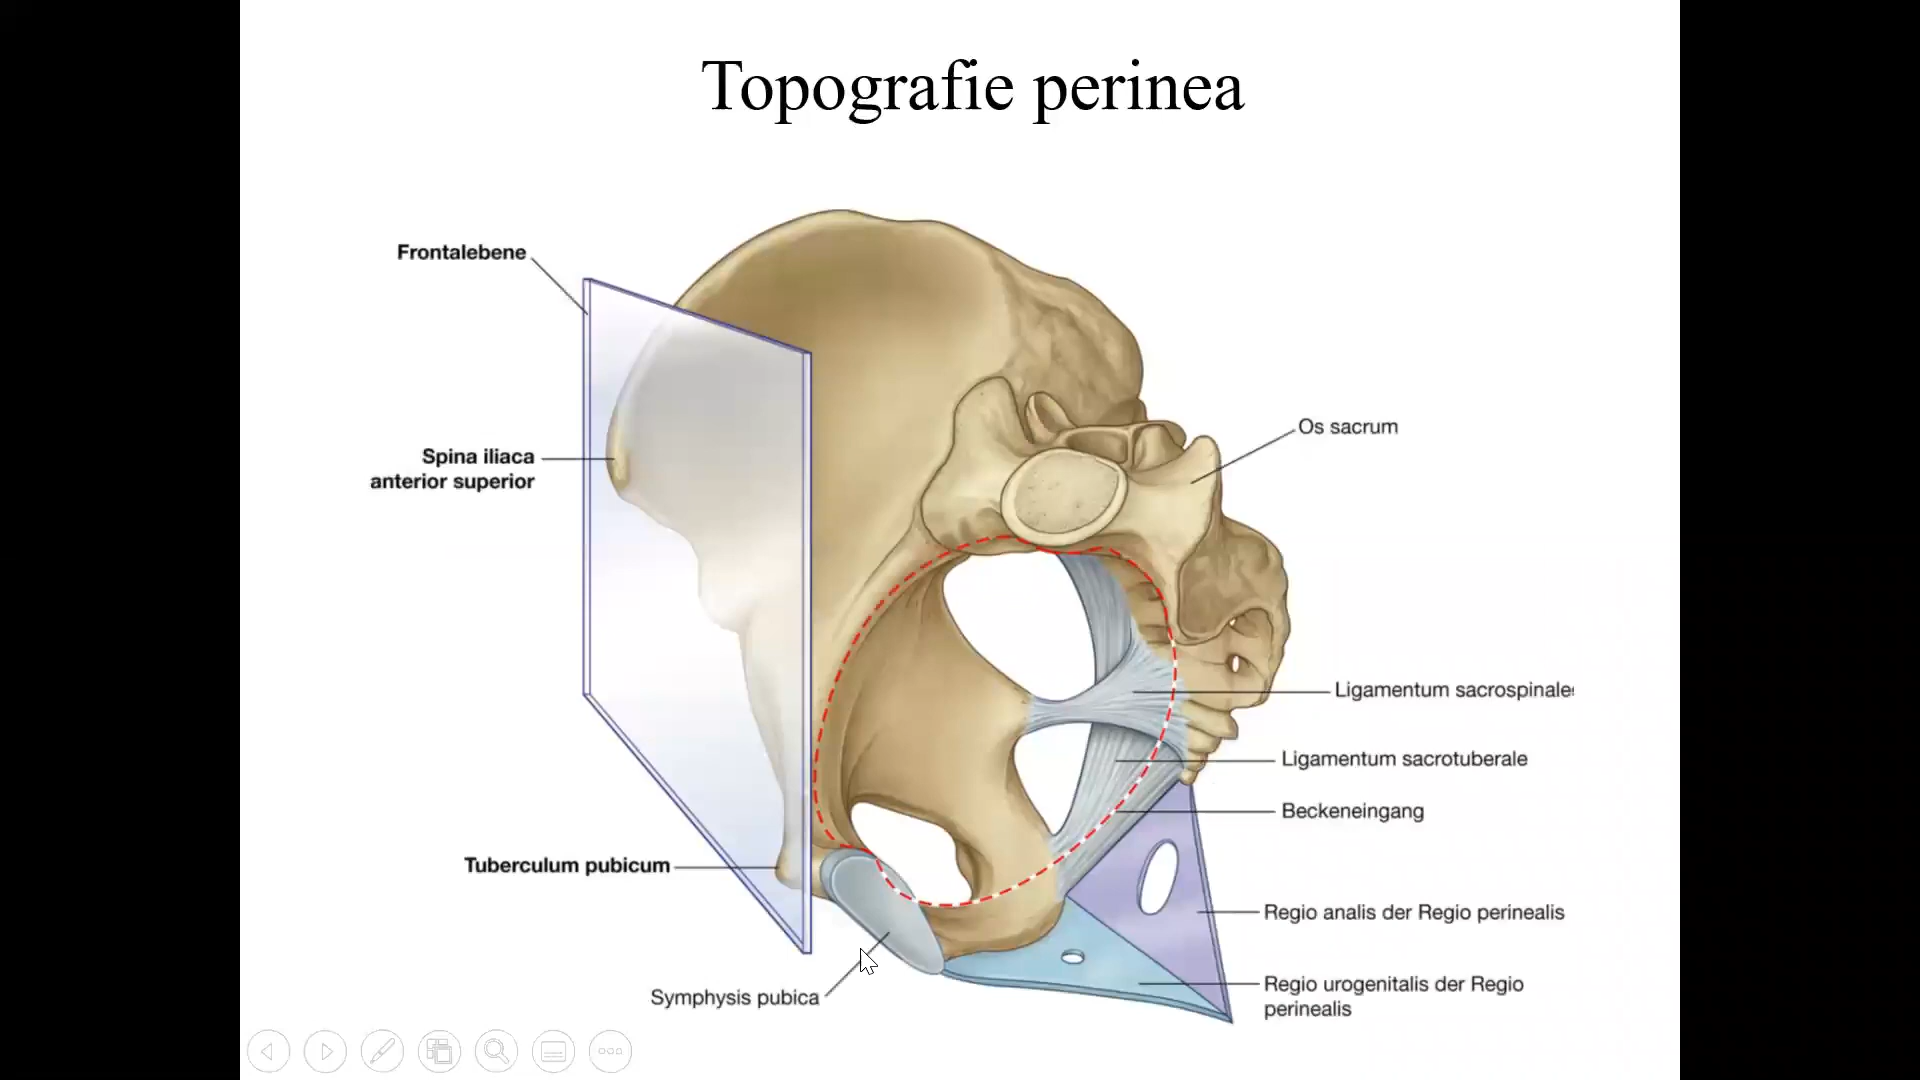 Topografie perinea
Frontalebene
Spina iliaca
anterior superior
Os sacrum
Ligamentum sacrospinale
Ligamentum sacrotuberale
Beckeneingang
Tuberculum pubicum
Regio analis der Regio perinealis
Regio urogenitalis der Regio
perinealis
Symphysis pubica